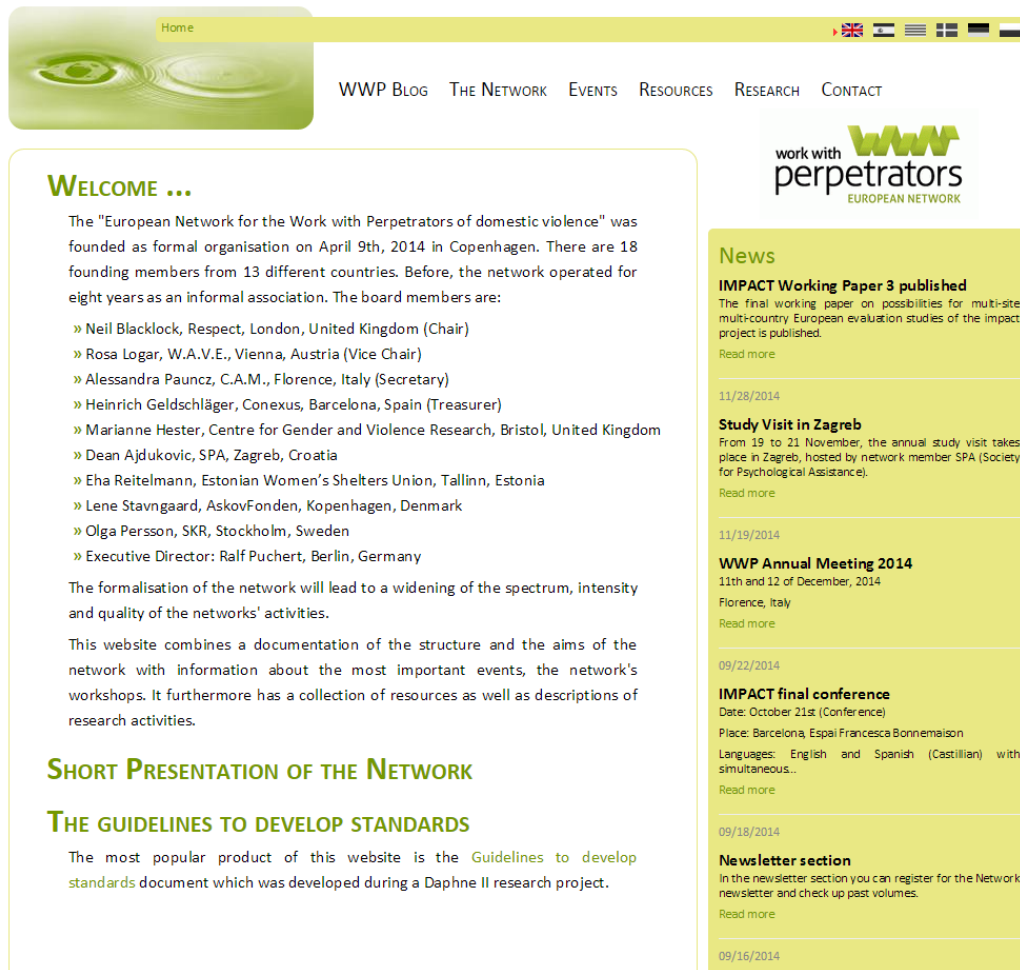 Home
WWP Blog The Network Events Resources Research Contact
work with WWP
perpetrators
EUROPEAN NETWORK
Welcome ...
The "European Network for the Work with Perpetrators of domestic violence" was
founded as formal organisation on April 9th, 2014 in Copenhagen. There are 18
founding members from 13 different countries. Before, the network operated for
eight years as an informal association. The board members are:
» Neil Blacklock, Respect, London, United Kingdom (Chair)
» Rosa Logar, W.A.V.E., Vienna, Austria (Vice Chair)
» Alessandra Pauncz, C.A.M., Florence, Italy (Secretary)
» Heinrich Geldschläger, Conexus, Barcelona, Spain (Treasurer)
» Marianne Hester, Centre for Gender and Violence Research, Bristol, United Kingdom
» Dean Ajdukovic, SPA, Zagreb, Croatia
» Eha Reitelmann, Estonian Women's Shelters Union, Tallinn, Estonia
» Lene Stavngaard, AskovFonden, Kopenhagen, Denmark
» Olga Persson, SKR, Stockholm, Sweden
» Executive Director: Ralf Puchert, Berlin, Germany
The formalisation of the network will lead to a widening of the spectrum, intensity
and quality of the networks' activities.
This website combines a documentation of the structure and the aims of the
network with information about the most important events, the network's
workshops. It furthermore has a collection of resources as well as descriptions of
research activities.
Short Presentation of the Network
The guidelines to develop standards
The most popular product of this website is the Guidelines to develop
standards document which was developed during a Daphne II research project.
News
IMPACT Working Paper 3 published
The final working paper on possibilities for multi-site
multi-country European evaluation studies of the impact
project is published.
Read more
11/28/2014
Study Visit in Zagreb
From 19 to 21 November, the annual study visit takes
place in Zagreb, hosted by network member SPA (Society
for Psychological Assistance).
Read more
11/19/2014
WWP Annual Meeting 2014
11th and 12 of December, 2014
Florence, Italy
Read more
09/22/2014
IMPACT final conference
Date: October 21st (Conference)
Place: Barcelona, Espai Francesca Bonnemaison
Languages: English and Spanish (Castillian) with
simultaneous...
Read more
09/18/2014
Newsletter section
In the newsletter section you can register for the Network
newsletter and check up past volumes.
Read more
09/16/2014